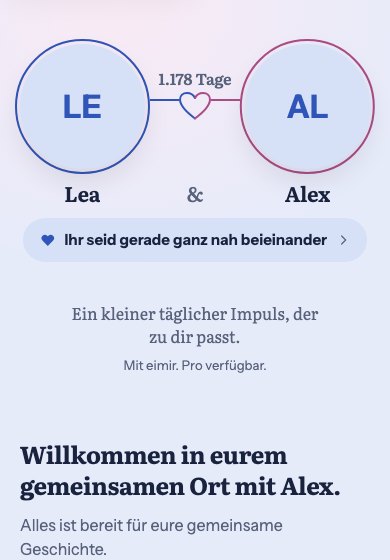 1.178 Tage
LE
AL
Lea & Alex
Ihr seid gerade ganz nah beieinander
Ein kleiner täglicher Impuls, der
zu dir passt.
Mit eimir. Pro verfügbar.
Willkommen in eurem
gemeinsamen Ort mit Alex.
Alles ist bereit für eure gemeinsame
Geschichte.